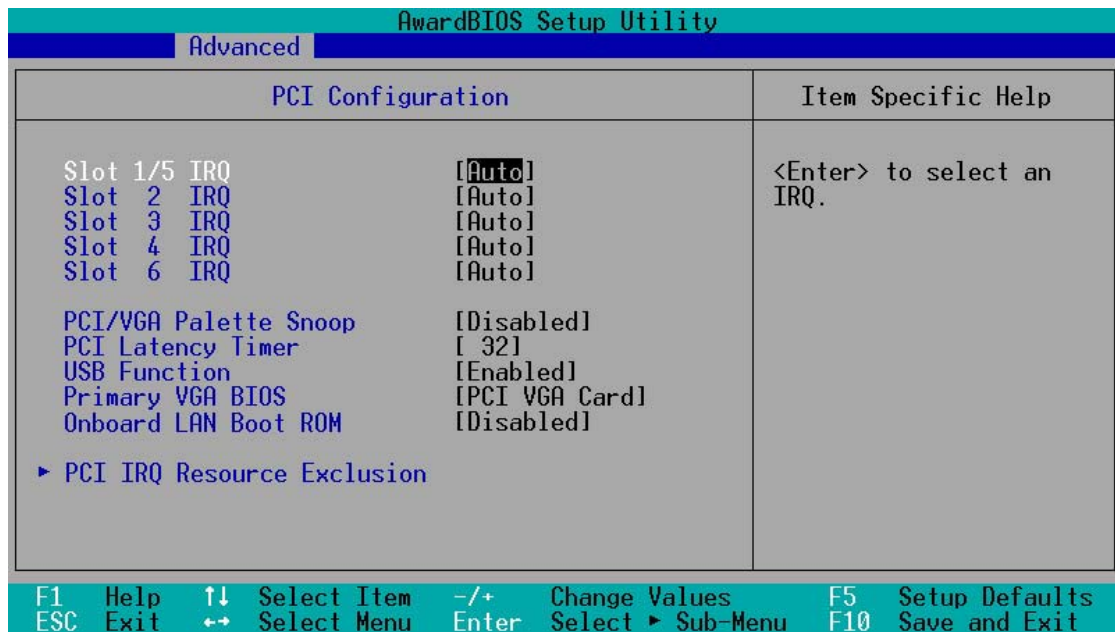 AwardBIOS Setup Utility
Advanced
PCI Configuration
Item Specific Help
Slot 1/5 IRQ [Auto]
Slot 2 IRQ [Auto]
Slot 3 IRQ [Auto]
Slot 4 IRQ [Auto]
Slot 6 IRQ [Auto]
<Enter> to select an
IRQ.
PCI/VGA Palette Snoop [Disabled]
PCI Latency Timer [ 32]
USB Function [Enabled]
Primary VGA BIOS [PCI VGA Card]
Onboard LAN Boot ROM [Disabled]
► PCI IRQ Resource Exclusion
F1 Help ↑↓ Select Item -/+ Change Values F5 Setup Defaults
ESC Exit ←→ Select Menu Enter Select ► Sub-Menu F10 Save and Exit